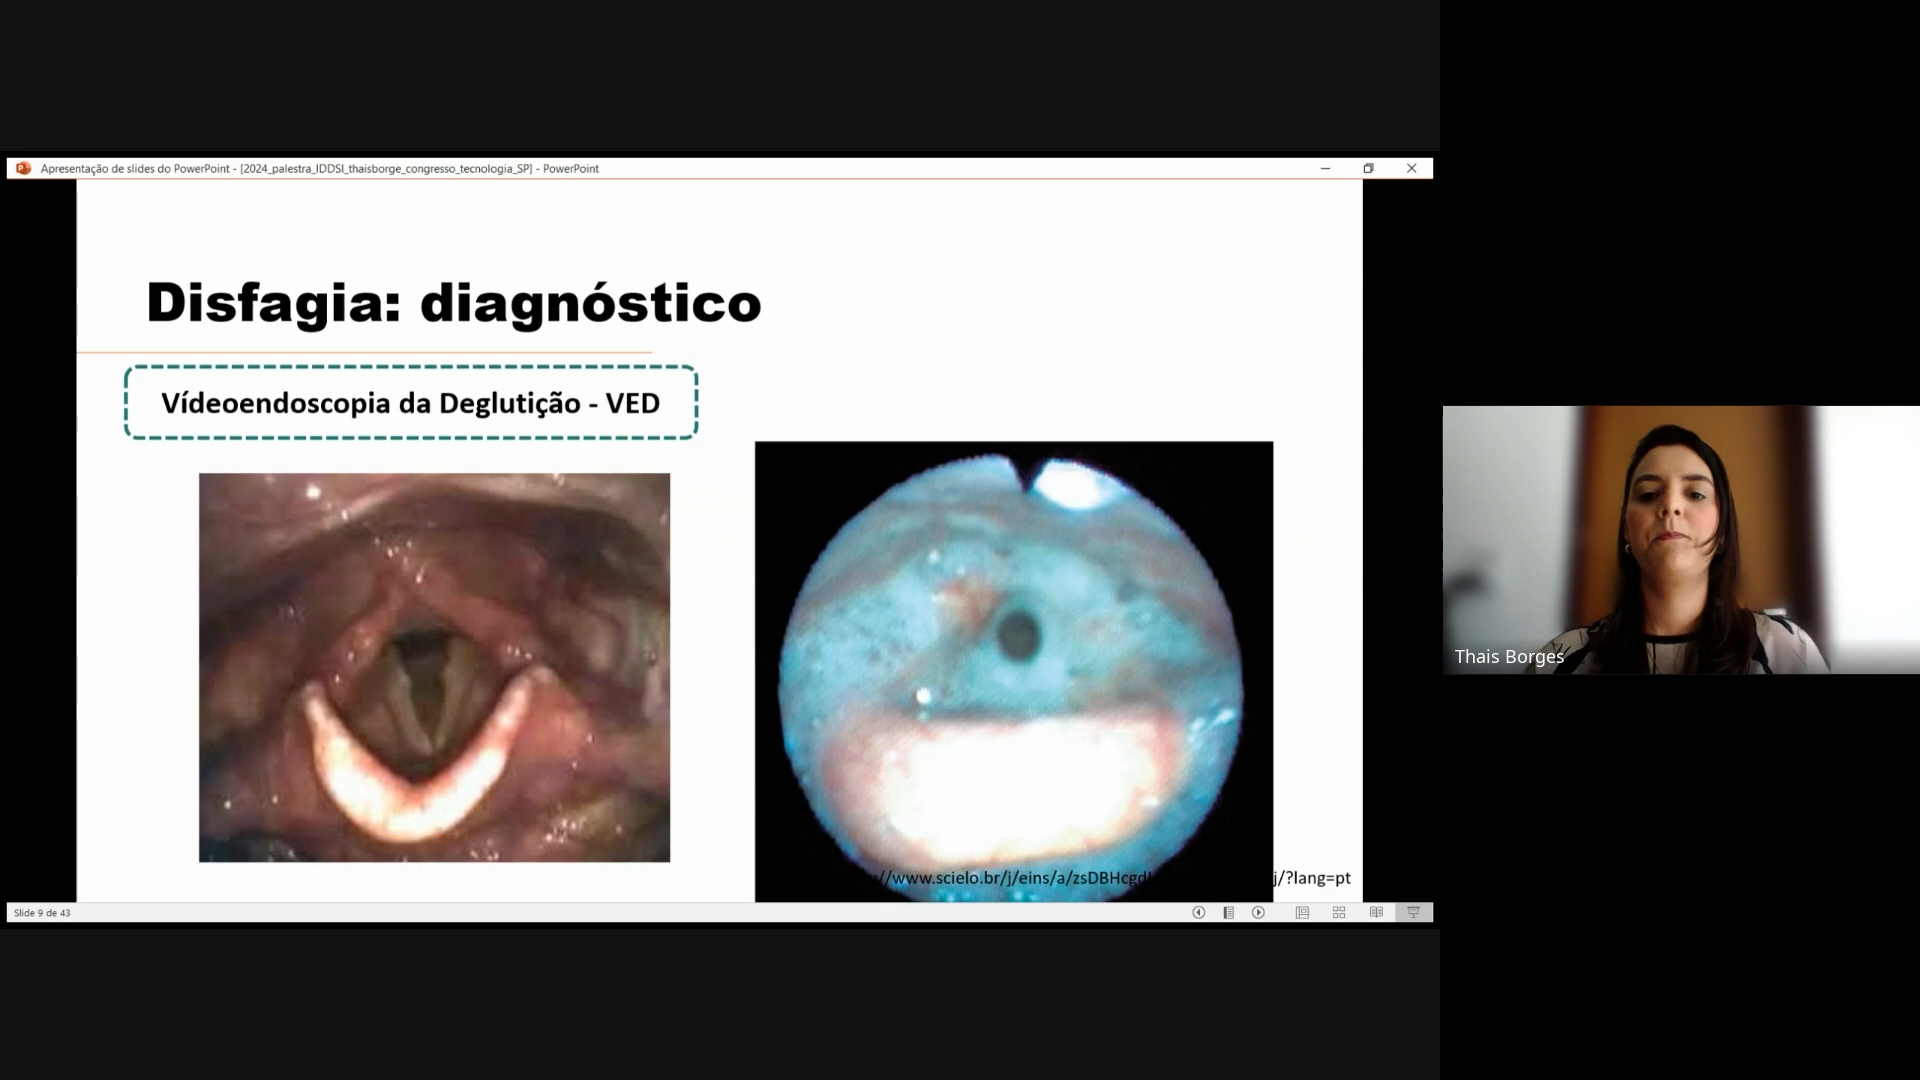 Apresentação de slides do PowerPoint - [2024_palestra_IDDSI_thaisborge_congresso_tecnologia_SP] - PowerPoint
Disfagia: diagnóstico
Vídeoendoscopia da Deglutição - VED
//www.scielo.br/j/eins/a/zsDBHcgd j/?lang=pt
Thais Borges
Slide 9 de 43